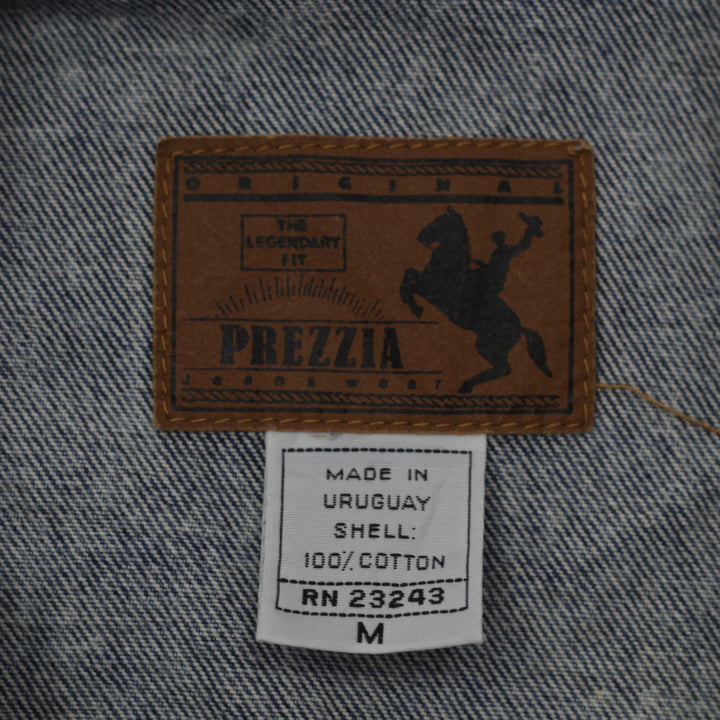 ORIGINAL
THE
LEGENDARY
FIT
PREZZIA
Jeans wear
MADE IN
URUGUAY
SHELL:
100% COTTON
RN 23243
M